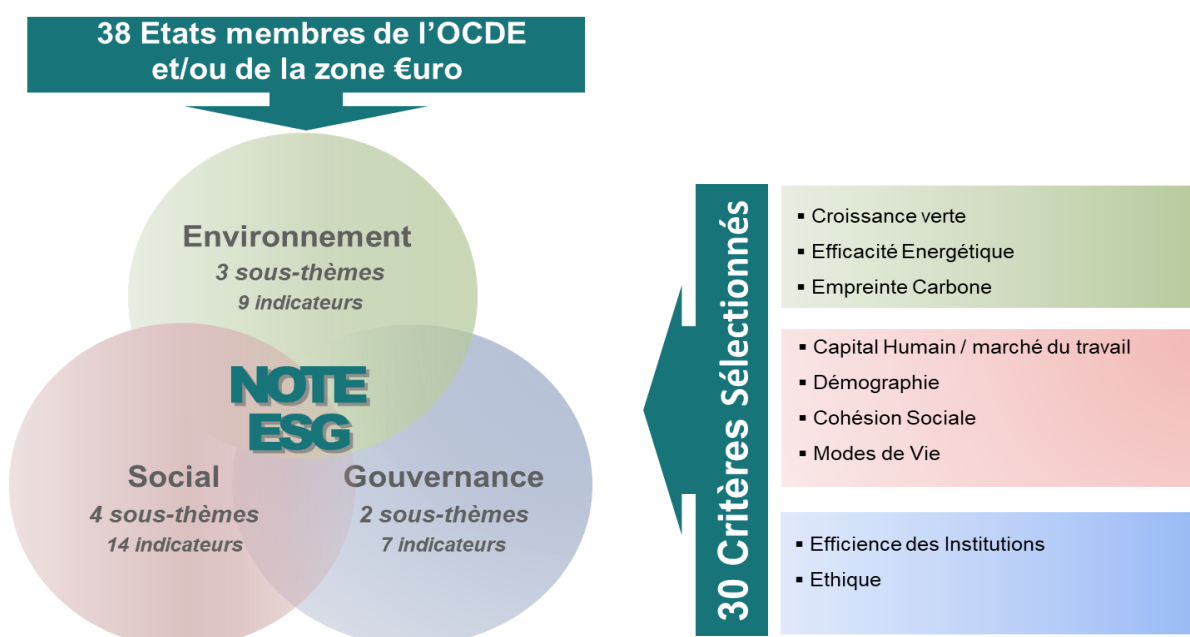 38 Etats membres de l’OCDE
et/ou de la zone €uro
Environnement
3 sous-thèmes
9 indicateurs
NOTE
ESG
Social
4 sous-thèmes
14 indicateurs
Gouvernance
2 sous-thèmes
7 indicateurs
30 Critères Sélectionnés
▪ Croissance verte
▪ Efficacité Energétique
▪ Empreinte Carbone
▪ Capital Humain / marché du travail
▪ Démographie
▪ Cohésion Sociale
▪ Modes de Vie
▪ Efficience des Institutions
▪ Ethique